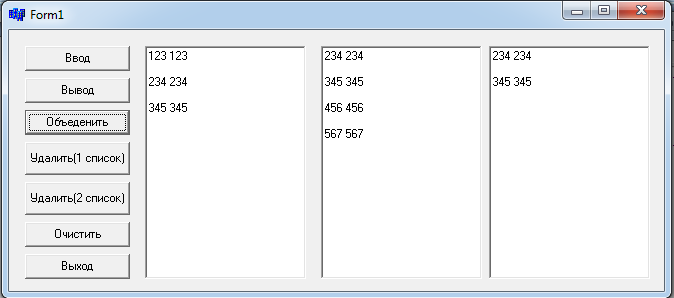 Form1
Ввод
Вывод
Объеденить
Удалить(1 список)
Удалить(2 список)
Очистить
Выход
123 123
234 234
345 345
234 234
345 345
456 456
567 567
234 234
345 345